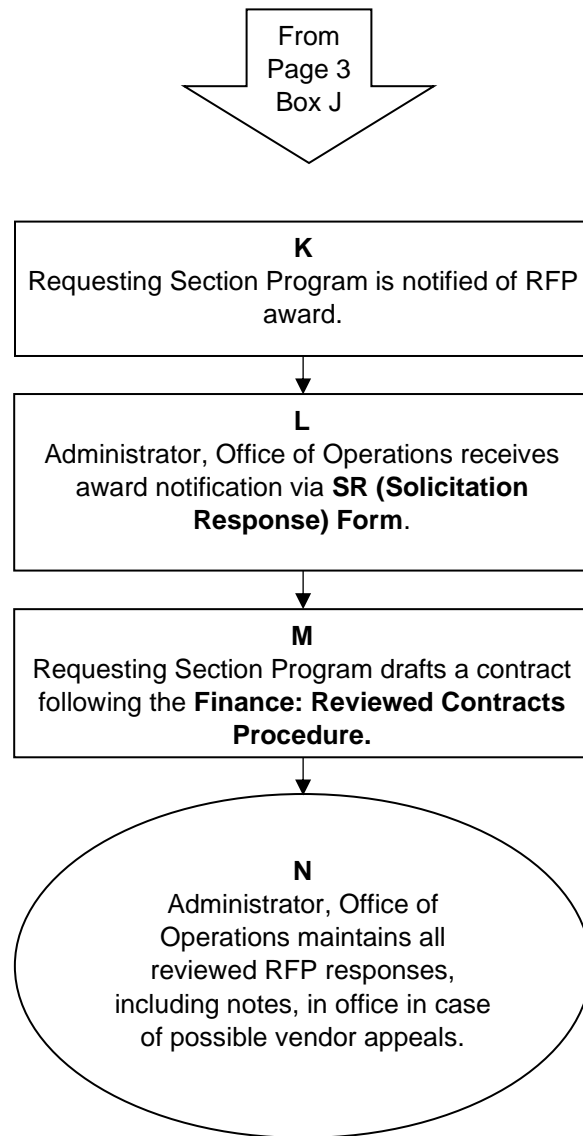 From
Page 3
Box J
K
Requesting Section Program is notified of RFP
award.
L
Administrator, Office of Operations receives
award notification via SR (Solicitation
Response) Form.
M
Requesting Section Program drafts a contract
following the Finance: Reviewed Contracts
Procedure.
N
Administrator, Office of
Operations maintains all
reviewed RFP responses,
including notes, in office in case
of possible vendor appeals.